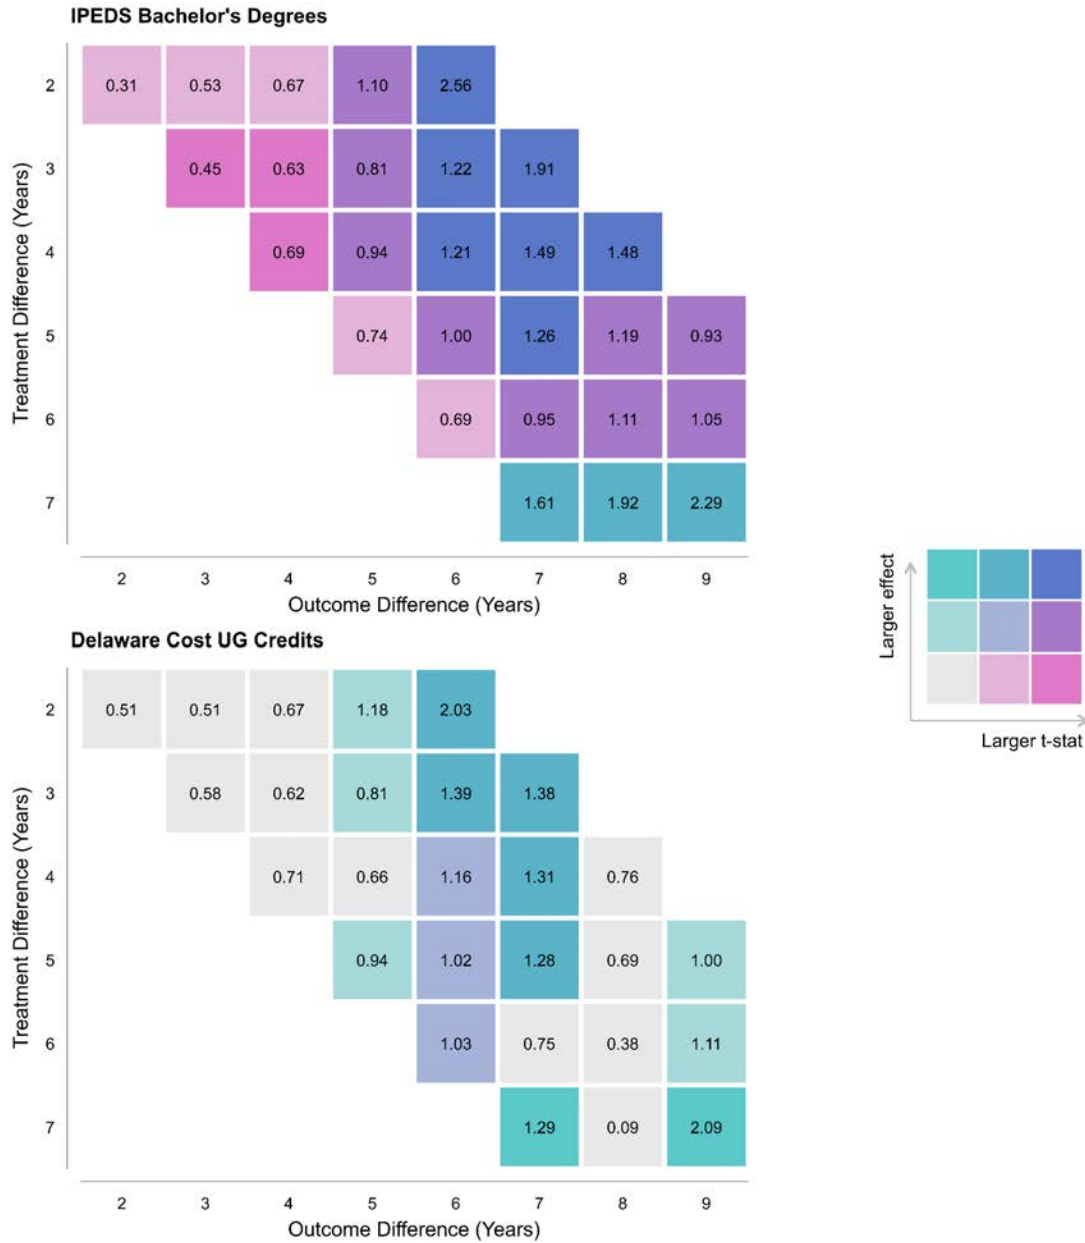 IPEDS Bachelor's Degrees
2 0.31 0.53 0.67 1.10 2.56
3 0.45 0.63 0.81 1.22 1.91
4 0.69 0.94 1.21 1.49 1.48
5 0.74 1.00 1.26 1.19 0.93
6 0.69 0.95 1.11 1.05
7 1.61 1.92 2.29
Treatment Difference (Years)
2 3 4 5 6 7 8 9
Outcome Difference (Years)
Larger effect
Larger t-stat
Delaware Cost UG Credits
2 0.51 0.51 0.67 1.18 2.03
3 0.58 0.62 0.81 1.39 1.38
4 0.71 0.66 1.16 1.31 0.76
5 0.94 1.02 1.28 0.69 1.00
6 1.03 0.75 0.38 1.11
7 1.29 0.09 2.09
Treatment Difference (Years)
2 3 4 5 6 7 8 9
Outcome Difference (Years)